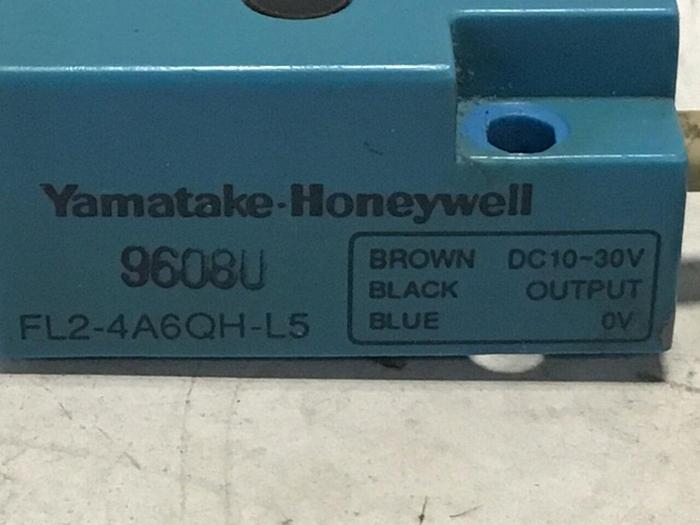 Yamatake-Honeywell
9608U
FL2-4A6QH-L5
BROWN DC10~30V
BLACK OUTPUT
BLUE 0V